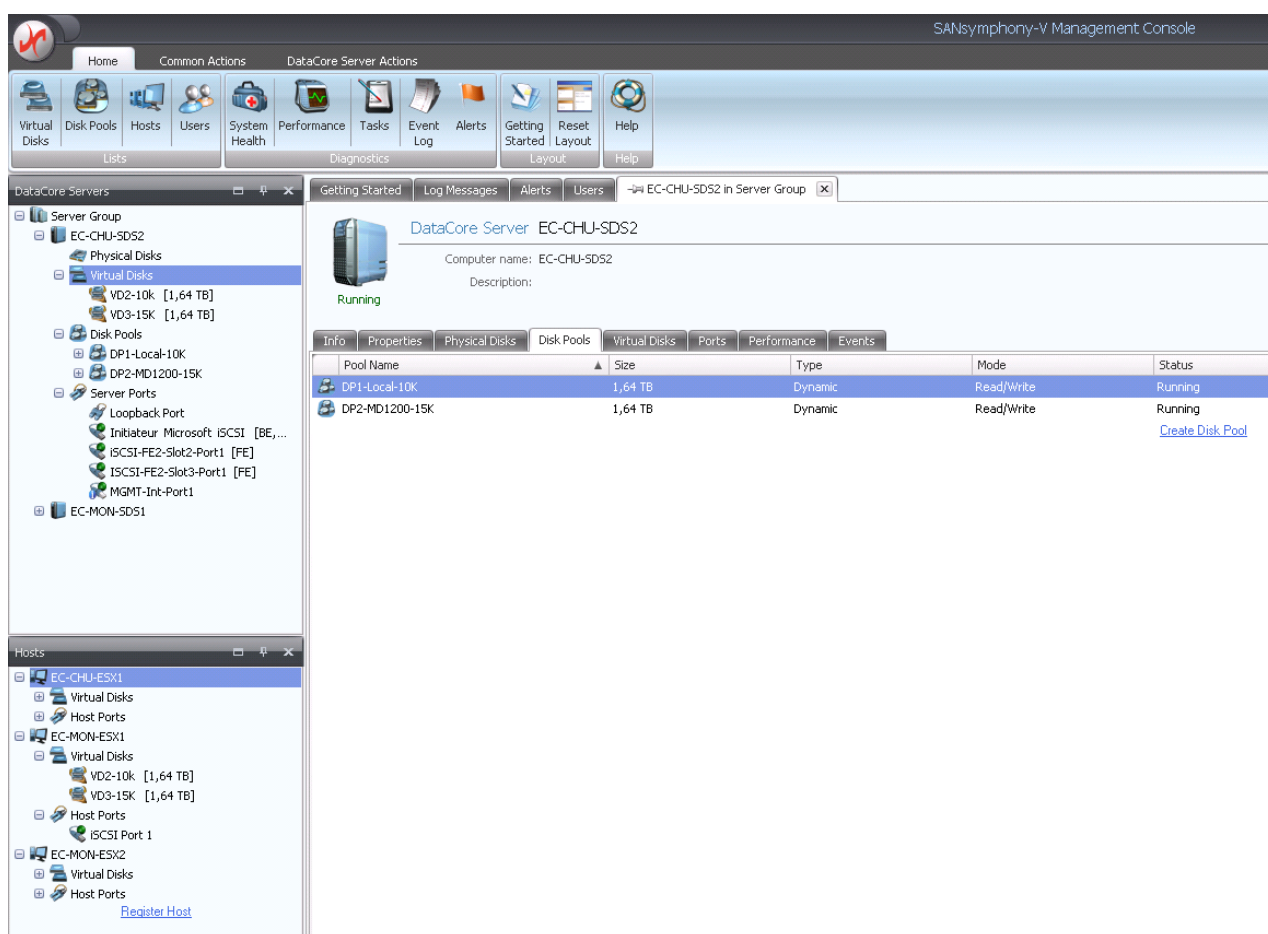 SANsymphony-V Management Console
Home Common Actions DataCore Server Actions
Virtual Disks Disk Pools Hosts Users System Health Performance Tasks Event Log Alerts Getting Started Reset Layout Help
Lists Diagnostics Layout Help
DataCore Servers
Server Group
EC-CHU-SDS2
Physical Disks
Virtual Disks
VD2-10k [1,64 TB]
VD3-15K [1,64 TB]
Disk Pools
DP1-Local-10K
DP2-MD1200-15K
Server Ports
Loopback Port
Initiateur Microsoft iSCSI [BE,...
iSCSI-FE2-Slot2-Port1 [FE]
ISCSI-FE2-Slot3-Port1 [FE]
MGMT-Int-Port1
EC-MON-SDS1
Hosts
EC-CHU-ESX1
Virtual Disks
Host Ports
EC-MON-ESX1
Virtual Disks
VD2-10k [1,64 TB]
VD3-15K [1,64 TB]
Host Ports
iSCSI Port 1
EC-MON-ESX2
Virtual Disks
Host Ports
Register Host
Getting Started Log Messages Alerts Users EC-CHU-SDS2 in Server Group
DataCore Server EC-CHU-SDS2
Computer name: EC-CHU-SDS2
Description:
Running
Info Properties Physical Disks Disk Pools Virtual Disks Ports Performance Events
Pool Name Size Type Mode Status
DP1-Local-10K 1,64 TB Dynamic Read/Write Running
DP2-MD1200-15K 1,64 TB Dynamic Read/Write Running
Create Disk Pool